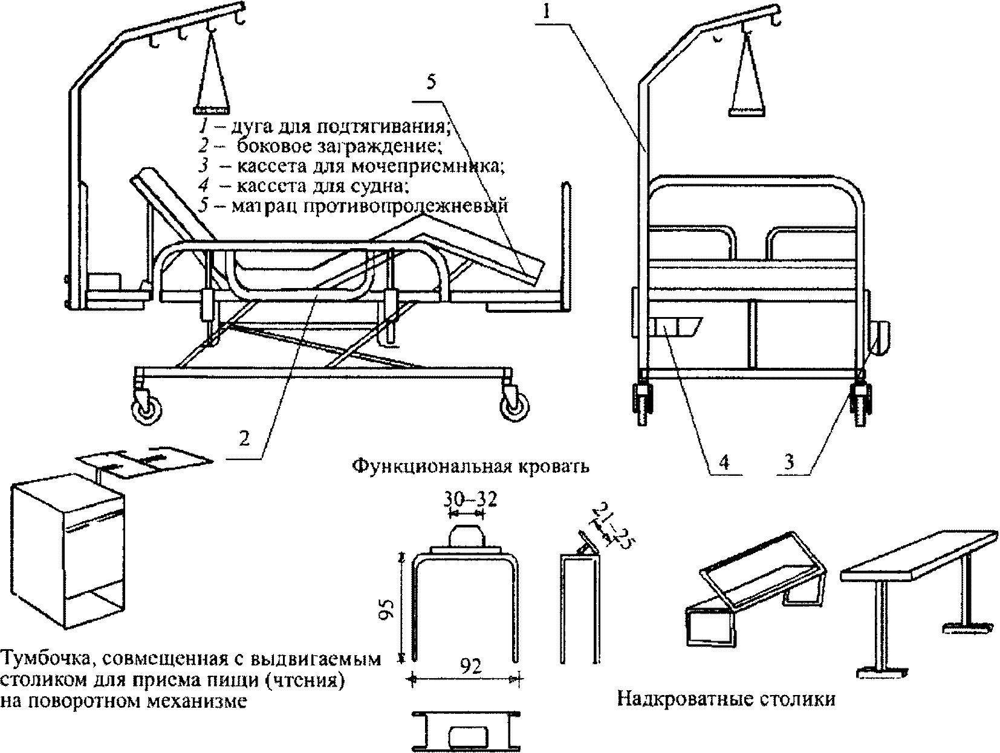 1
5
1 – дуга для подтягивания;
2 – боковое заграждение;
3 – кассета для мочеприемника;
4 – кассета для судна;
5 – матрац противопролежневый
2
4
3
Функциональная кровать
30–32
21–25
95
92
Тумбочка, совмещенная с выдвигаемым
столиком для приема пищи (чтения)
на поворотном механизме
Надкроватные столики